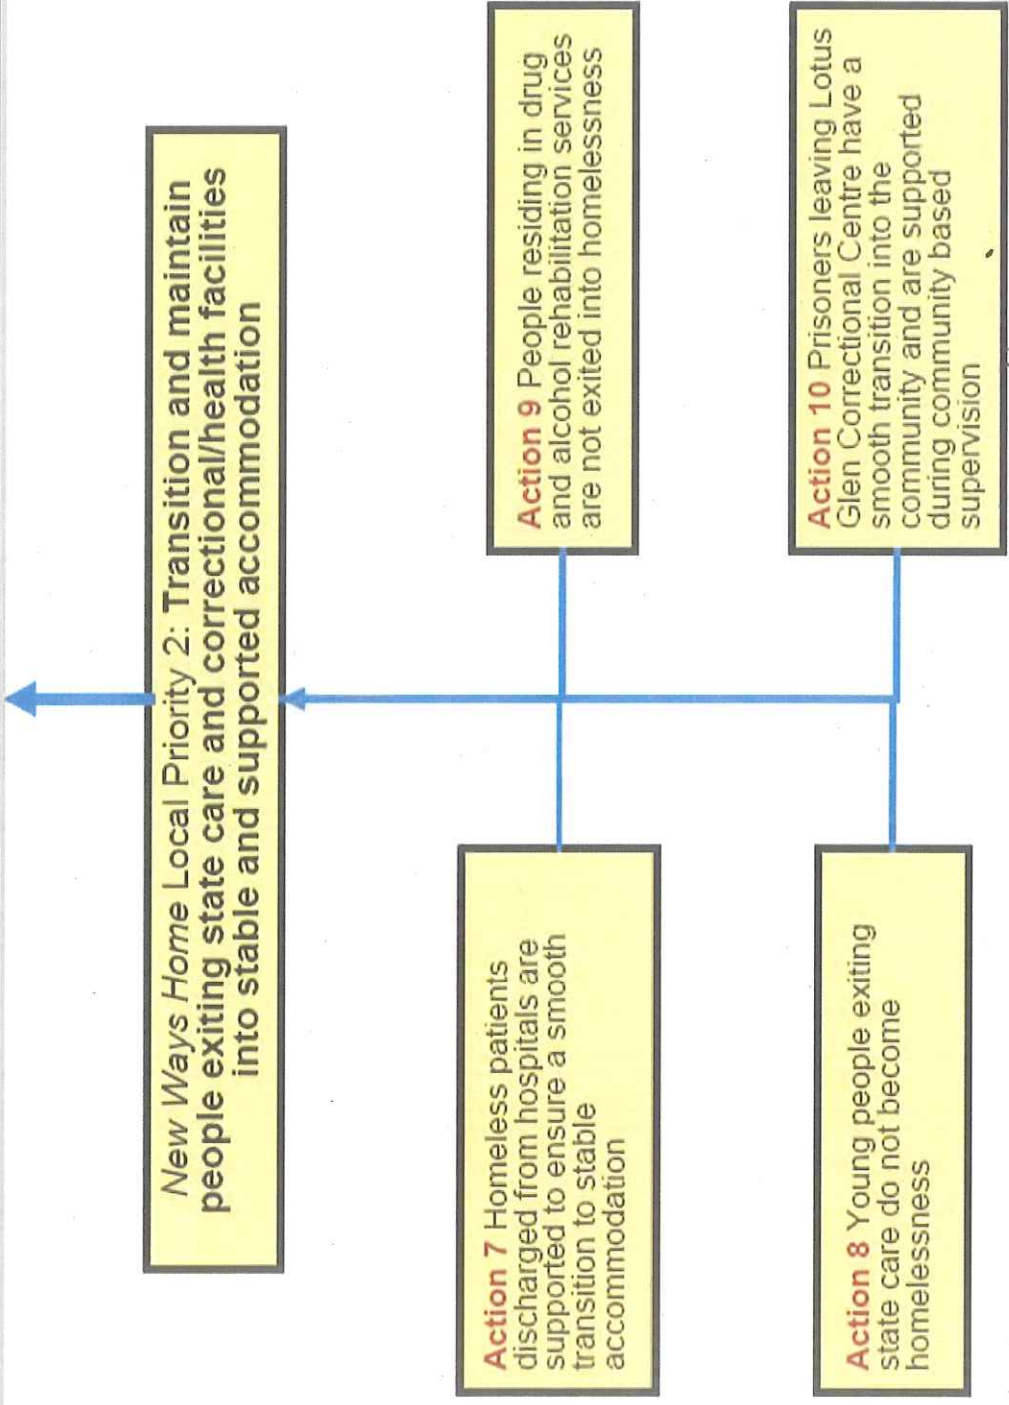 New Ways Home Local Priority 2: Transition and maintain
people exiting state care and correctional/health facilities
into stable and supported accommodation
Action 7 Homeless patients
discharged from hospitals are
supported to ensure a smooth
transition to stable
accommodation
Action 9 People residing in drug
and alcohol rehabilitation services
are not exited into homelessness
Action 8 Young people exiting
state care do not become
homelessness
Action 10 Prisoners leaving Lotus
Glen Correctional Centre have a
smooth transition into the
community and are supported
during community based
supervision